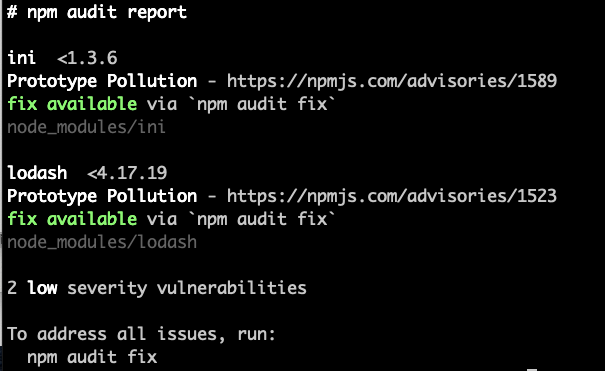 # npm audit report
ini  <1.3.6
Prototype Pollution - https://npmjs.com/advisories/1589
fix available via `npm audit fix`
node_modules/ini
lodash  <4.17.19
Prototype Pollution - https://npmjs.com/advisories/1523
fix available via `npm audit fix`
node_modules/lodash
2 low severity vulnerabilities
To address all issues, run:
  npm audit fix